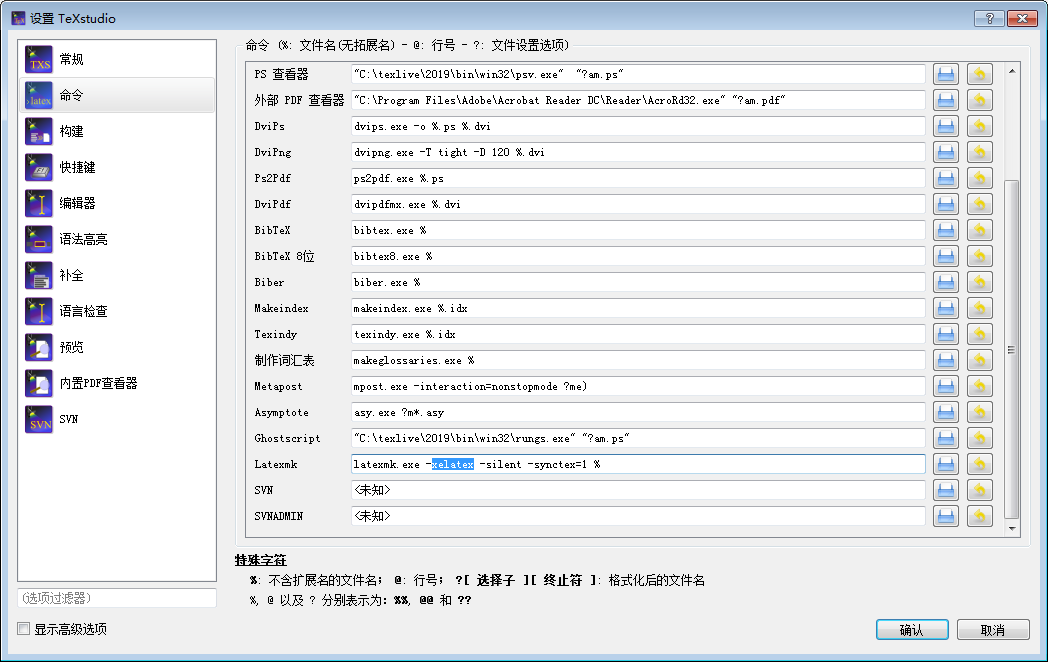 设置 TeXstudio
常规
命令
构建
快捷键
编辑器
语法高亮
补全
语言检查
预览
内置PDF查看器
SVN
(选项过滤器)
显示高级选项
命令 (%: 文件名(无拓展名) - @: 行号 - ?: 文件设置选项)
PS 查看器 "C:\texlive\2019\bin\win32\psv.exe" "?am.ps"
外部 PDF 查看器 "C:\Program Files\Adobe\Acrobat Reader DC\Reader\AcroRd32.exe" "?am.pdf"
DviPs dvips.exe -o %.ps %.dvi
DviPng dvipng.exe -T tight -D 120 %.dvi
Ps2Pdf ps2pdf.exe %.ps
DviPdf dvipdfmx.exe %.dvi
BibTeX bibtex.exe %
BibTeX 8位 bibtex8.exe %
Biber biber.exe %
Makeindex makeindex.exe %.idx
Texindy texindy.exe %.idx
制作词汇表 makeglossaries.exe %
Metapost mpost.exe -interaction=nonstopmode ?me)
Asymptote asy.exe ?m*.asy
Ghostscript "C:\texlive\2019\bin\win32\rungs.exe" "?am.ps"
Latexmk latexmk.exe -xelatex -silent -synctex=1 %
SVN <未知>
SVNADMIN <未知>
特殊字符
%: 不含扩展名的文件名; @: 行号; ?[ 选择子 ][ 终止符 ]: 格式化后的文件名
%, @ 以及 ? 分别表示为: %%, @@ 和 ??
确认
取消